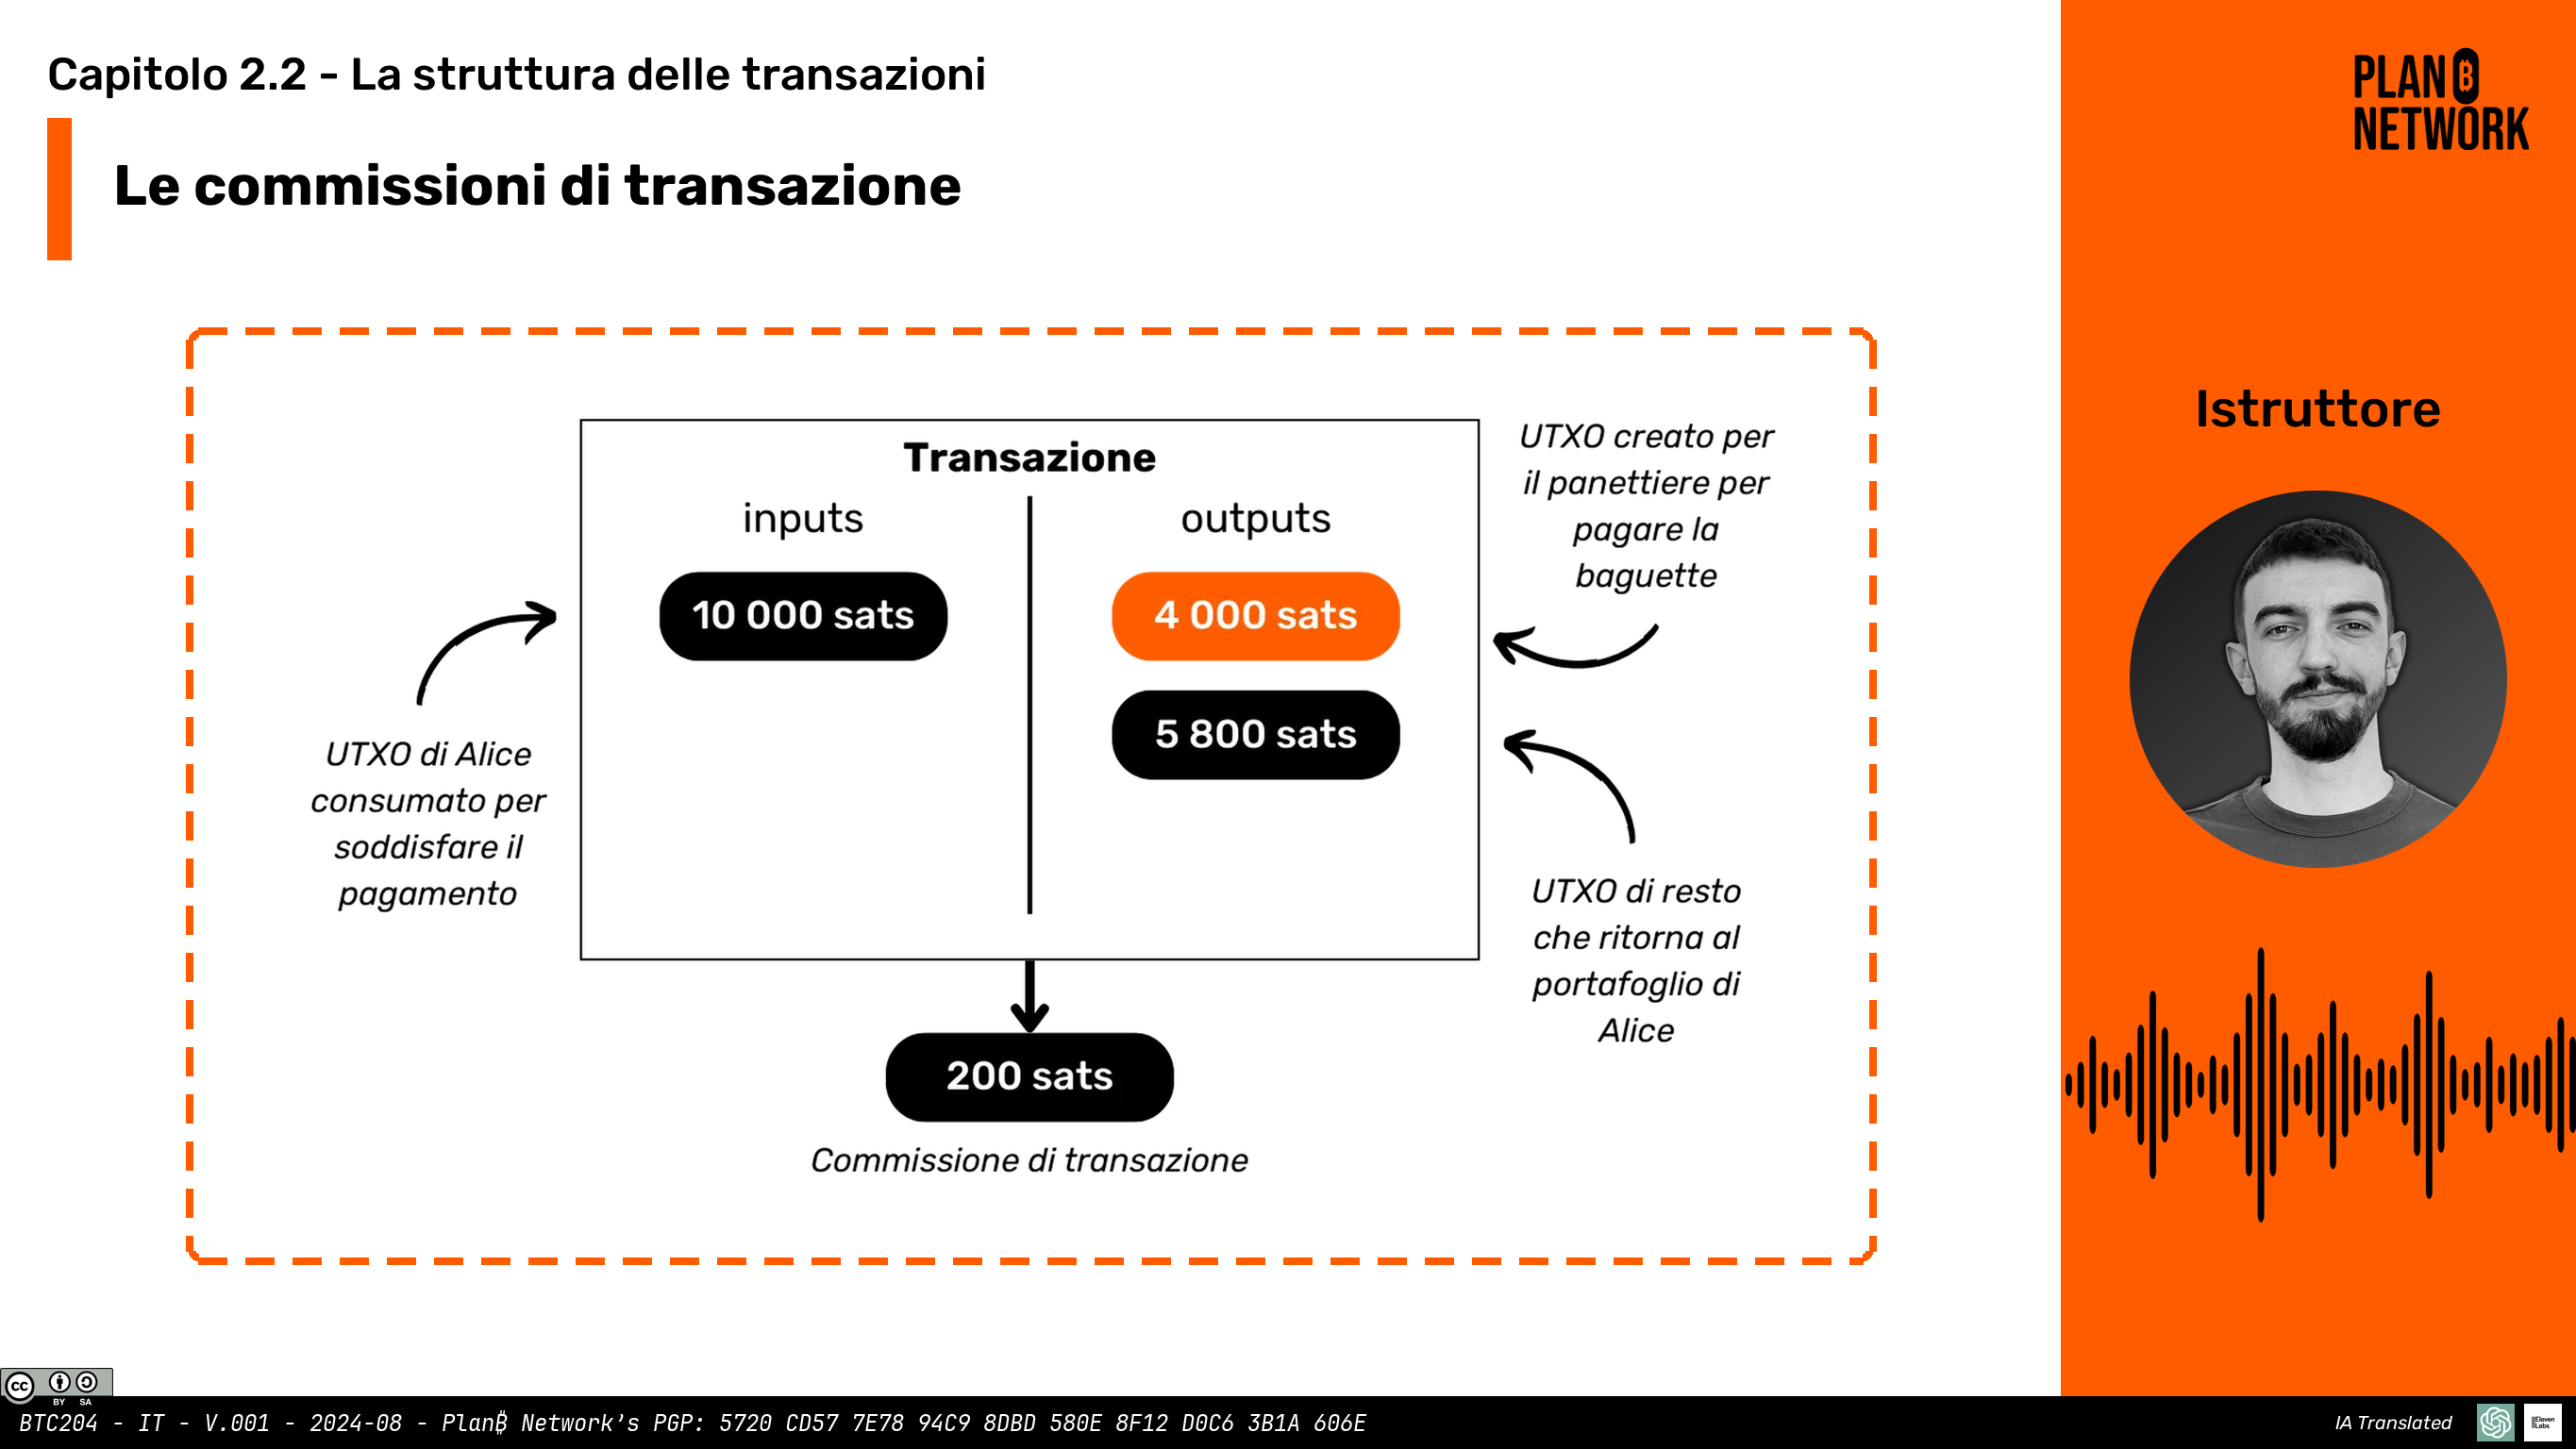 Capitolo 2.2 - La struttura delle transazioni
Le commissioni di transazione
PLAN B
NETWORK
Istruttore
Transazione
inputs
outputs
10 000 sats
4 000 sats
5 800 sats
UTXO di Alice
consumato per
soddisfare il
pagamento
UTXO creato per
il panettiere per
pagare la
baguette
UTXO di resto
che ritorna al
portafoglio di
Alice
200 sats
Commissione di transazione
cc
BY SA
BTC204 - IT - V.001 - 2024-08 - Plan₿ Network's PGP: 5720 CD57 7E78 94C9 8DBD 580E 8F12 D0C6 3B1A 606E
IA Translated
IIElevenLabs